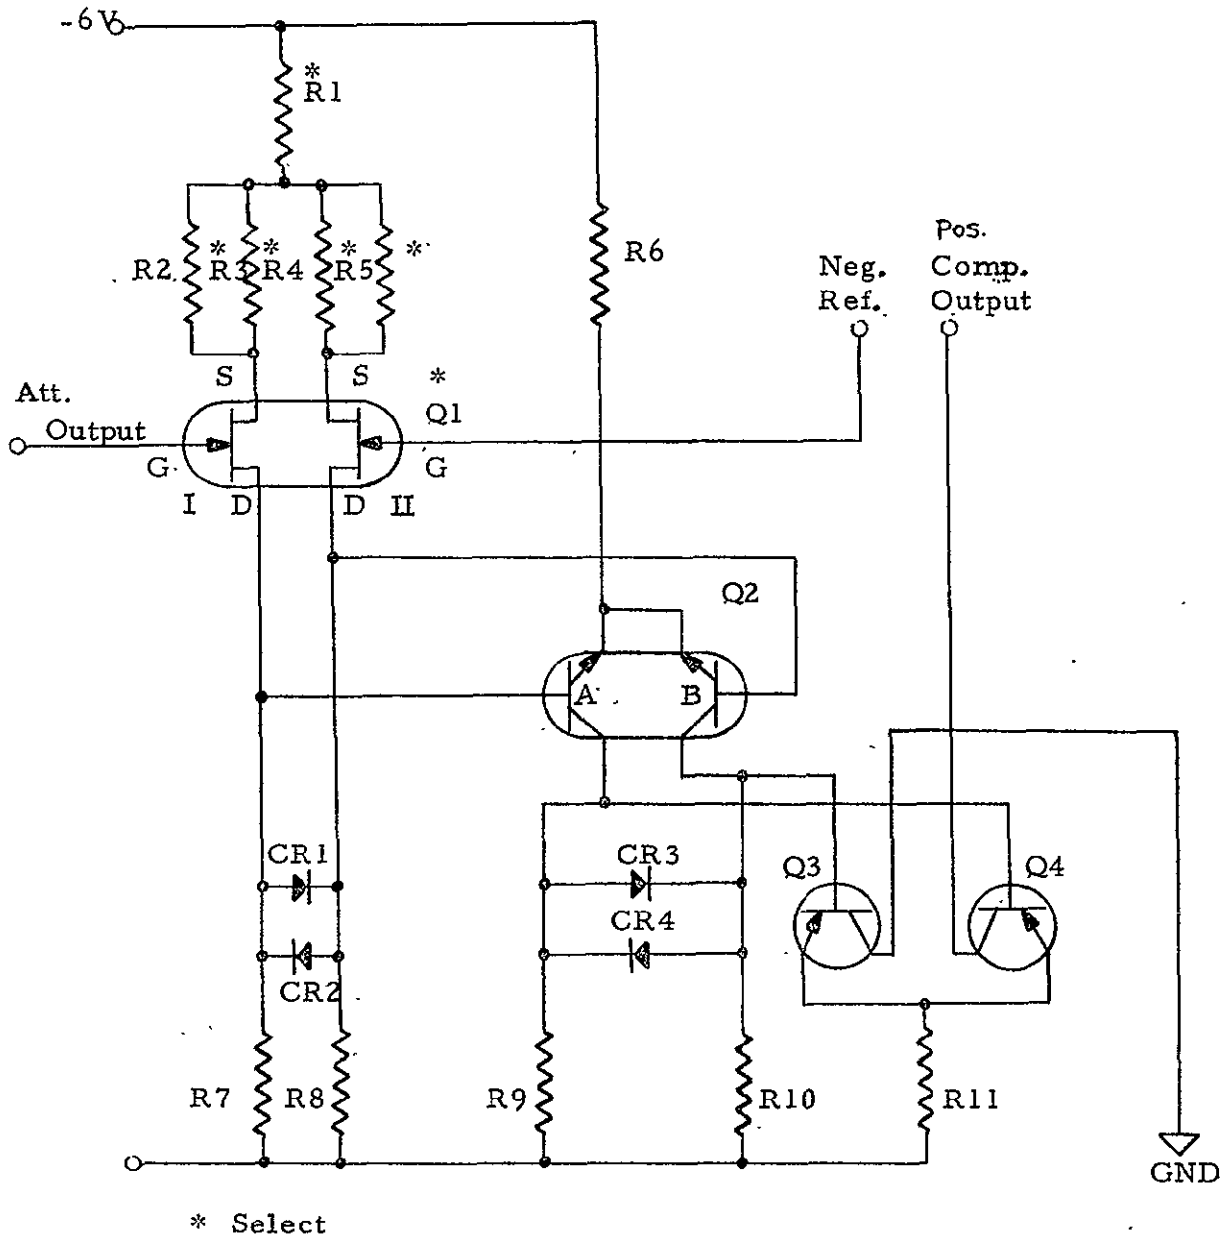 -6V
*
R1
* * * *
R2 R3 R4 R5
R6
Neg.
Ref.
Pos.
Comp.
Output
S S *
Q1
Att.
Output
G G
I D D II
Q2
A B
CR1
CR2
CR3
CR4
Q3 Q4
R7 R8 R9 R10 R11
GND
* Select